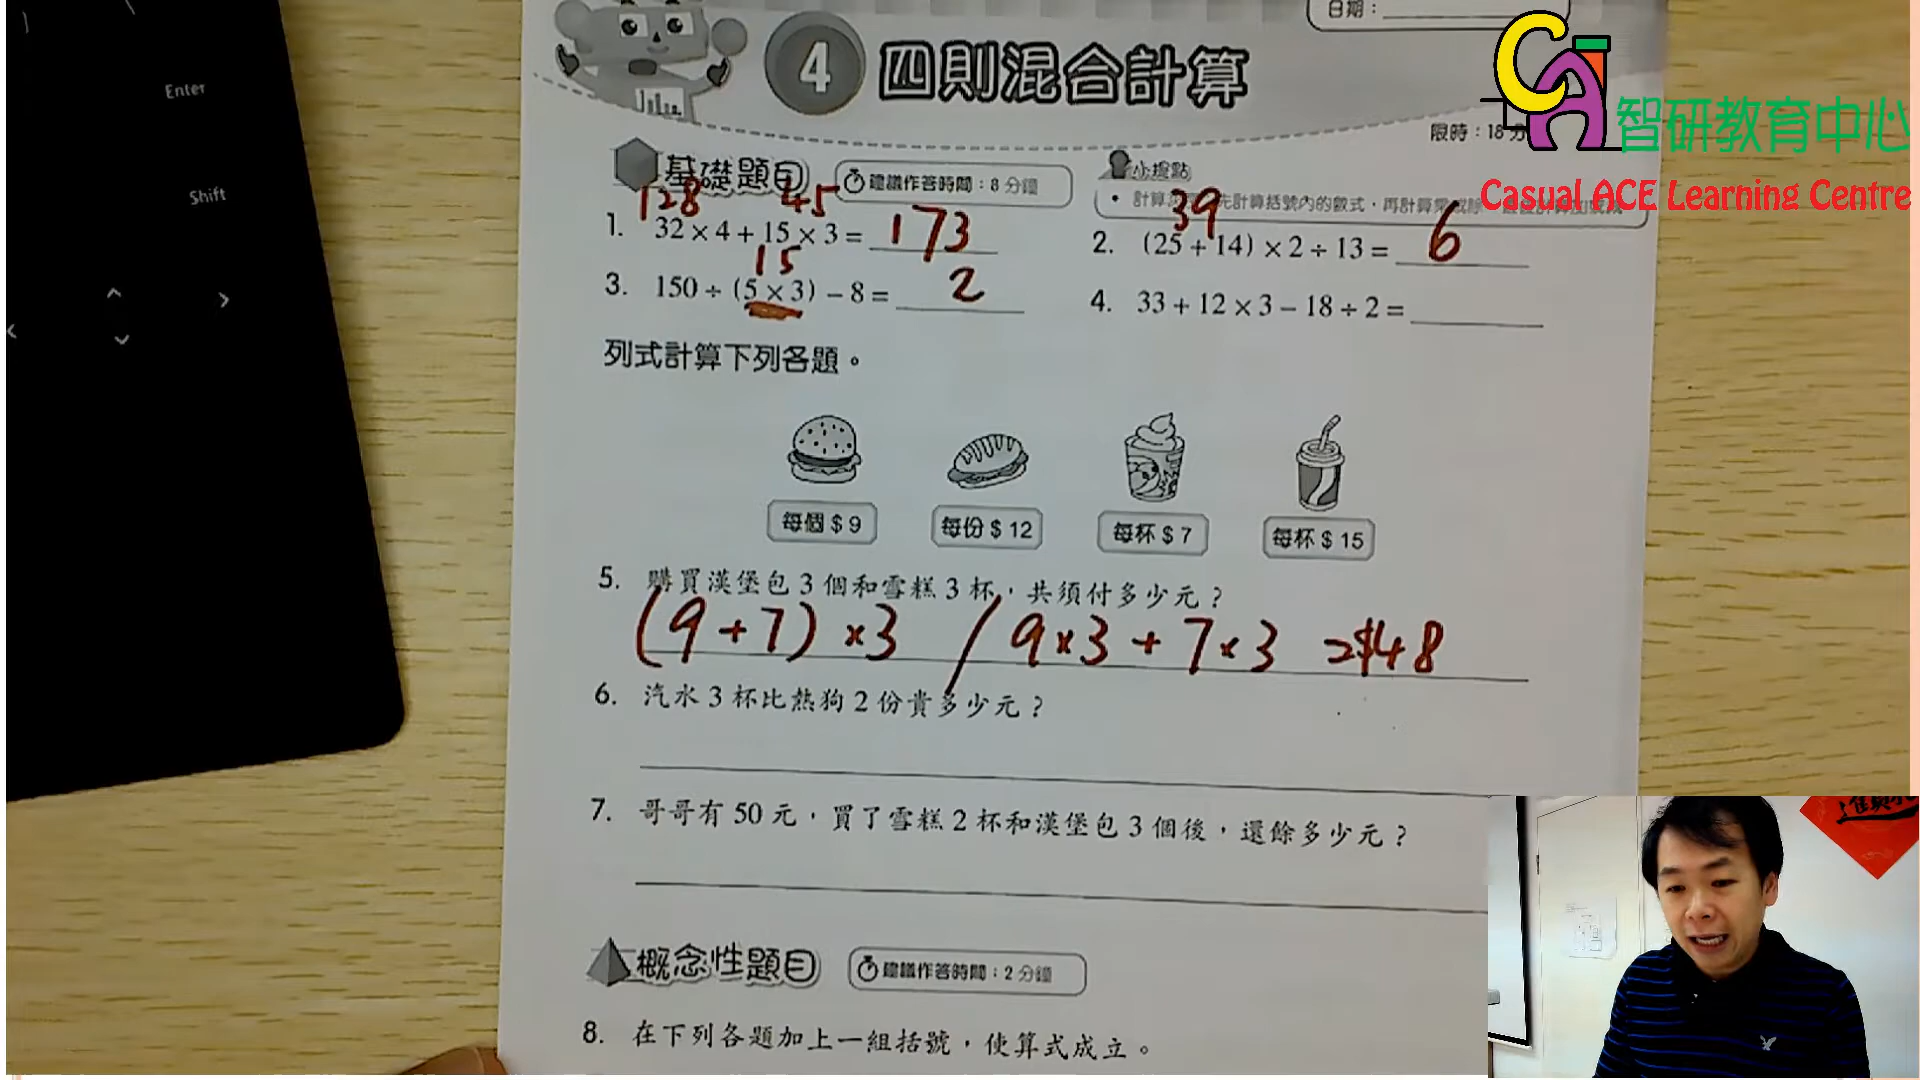 Enter
Shift
日期：
4 四則混合計算
智研教育中心
Casual ACE Learning Centre
限時：18分
基礎題目
建議作答時間：8 分鐘
小提點
128 45
39
1. 32 × 4 + 15 × 3 = 173
2. (25 + 14) × 2 ÷ 13 = 6
15
3. 150 ÷ (5 × 3) − 8 = 2
4. 33 + 12 × 3 − 18 ÷ 2 =
列式計算下列各題。
每個 $ 9
每份 $ 12
每杯 $ 7
每杯 $ 15
5. 購買漢堡包 3 個和雪糕 3 杯，共須付多少元？
(9+7)×3 / 9×3+7×3 =$48
6. 汽水 3 杯比熱狗 2 份貴多少元？
7. 哥哥有 50 元，買了雪糕 2 杯和漢堡包 3 個後，還餘多少元？
概念性題目
建議作答時間：2 分鐘
8. 在下列各題加上一組括號，使算式成立。